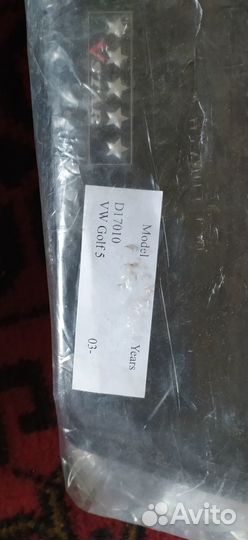 Model Years
D17010
VW Golf 5 03-
Avito